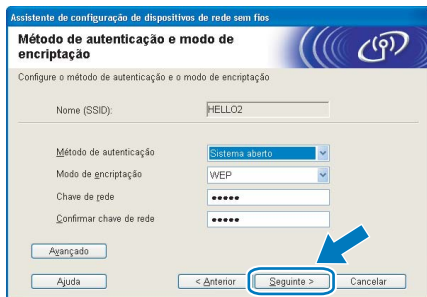 Assistente de configuração de dispositivos de rede sem fios
Método de autenticação e modo de
encriptação
Configure o método de autenticação e o modo de encriptação
Nome (SSID): HELLO2
Método de autenticação Sistema aberto
Modo de encriptação WEP
Chave de rede •••••
Confirmar chave de rede •••••
Avançado
Ajuda < Anterior Seguinte > Cancelar